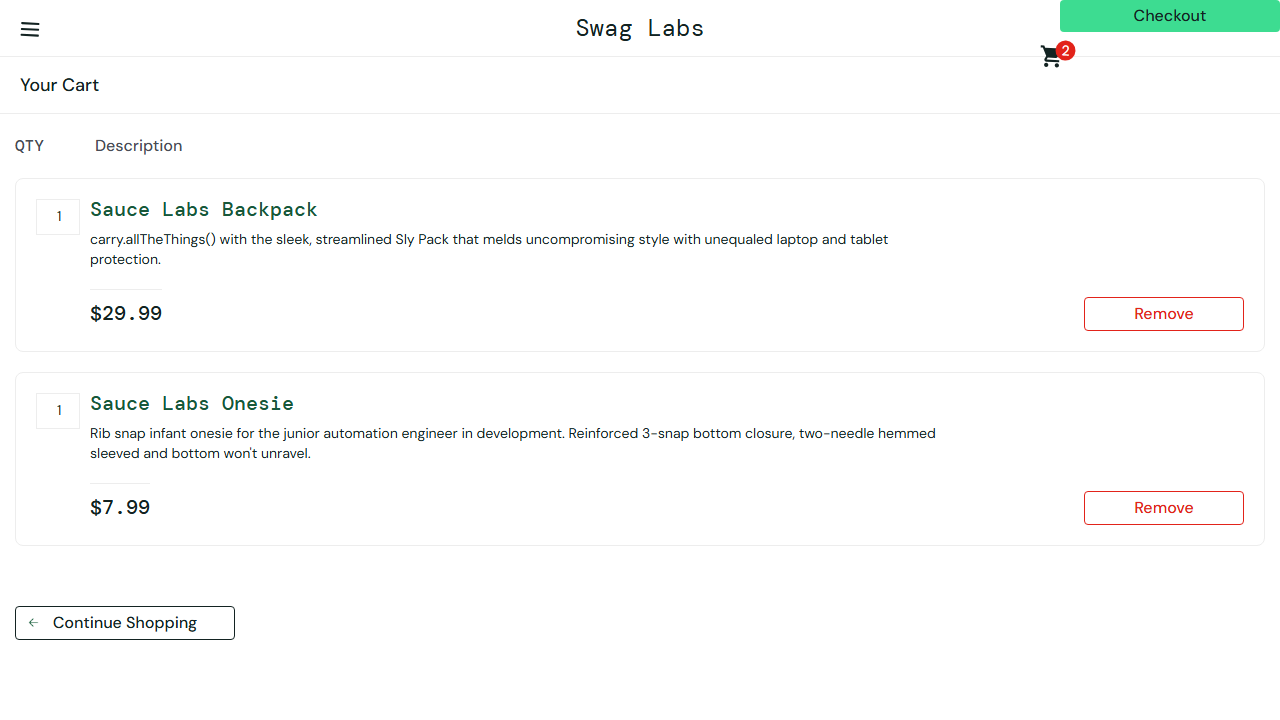 Swag Labs
Checkout
2
Your Cart
QTY Description
1
Sauce Labs Backpack
carry.allTheThings() with the sleek, streamlined Sly Pack that melds uncompromising style with unequaled laptop and tablet
protection.
$29.99
Remove
1
Sauce Labs Onesie
Rib snap infant onesie for the junior automation engineer in development. Reinforced 3-snap bottom closure, two-needle hemmed
sleeved and bottom won't unravel.
$7.99
Remove
Continue Shopping